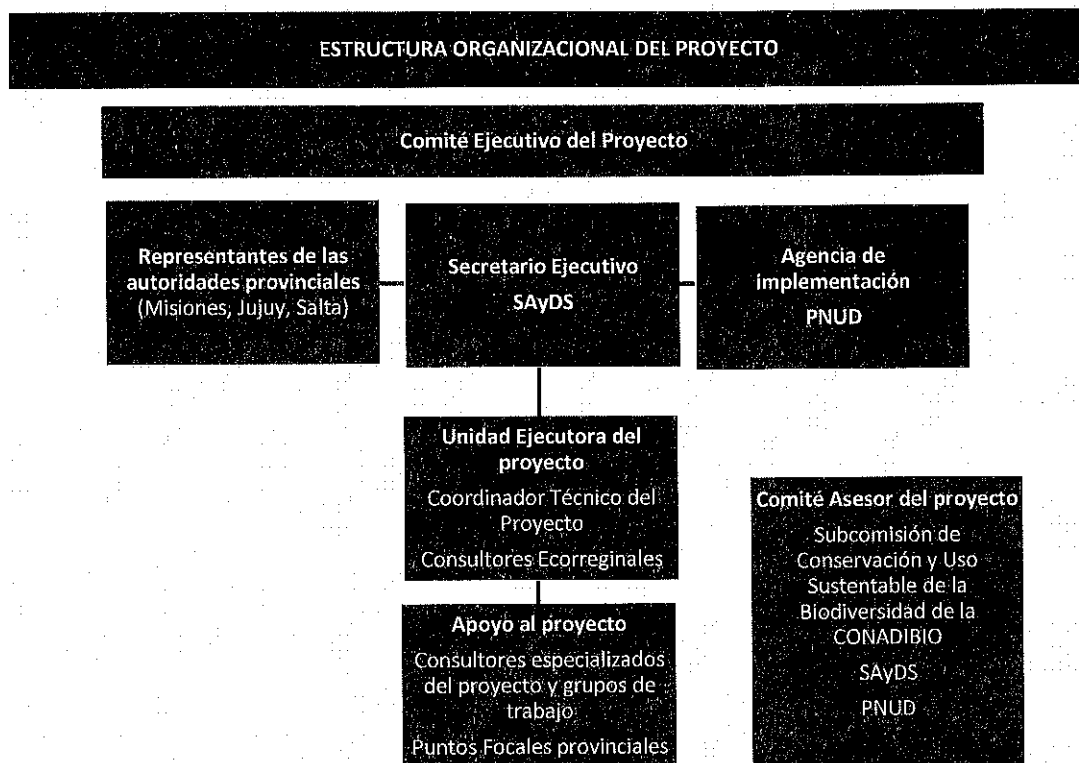 ESTRUCTURA ORGANIZACIONAL DEL PROYECTO
Comité Ejecutivo del Proyecto
Representantes de las
autoridades provinciales
(Misiones, Jujuy, Salta)
Secretario Ejecutivo
SAyDS
Agencia de
implementación
PNUD
Unidad Ejecutora del
proyecto
Coordinador Técnico del
Proyecto
Consultores Ecorreginales
Apoyo al proyecto
Consultores especializados
del proyecto y grupos de
trabajo
Puntos Focales provinciales
Comité Asesor del proyecto
Subcomisión de
Conservación y Uso
Sustentable de la
Biodiversidad de la
CONADIBIO
SAyDS
PNUD